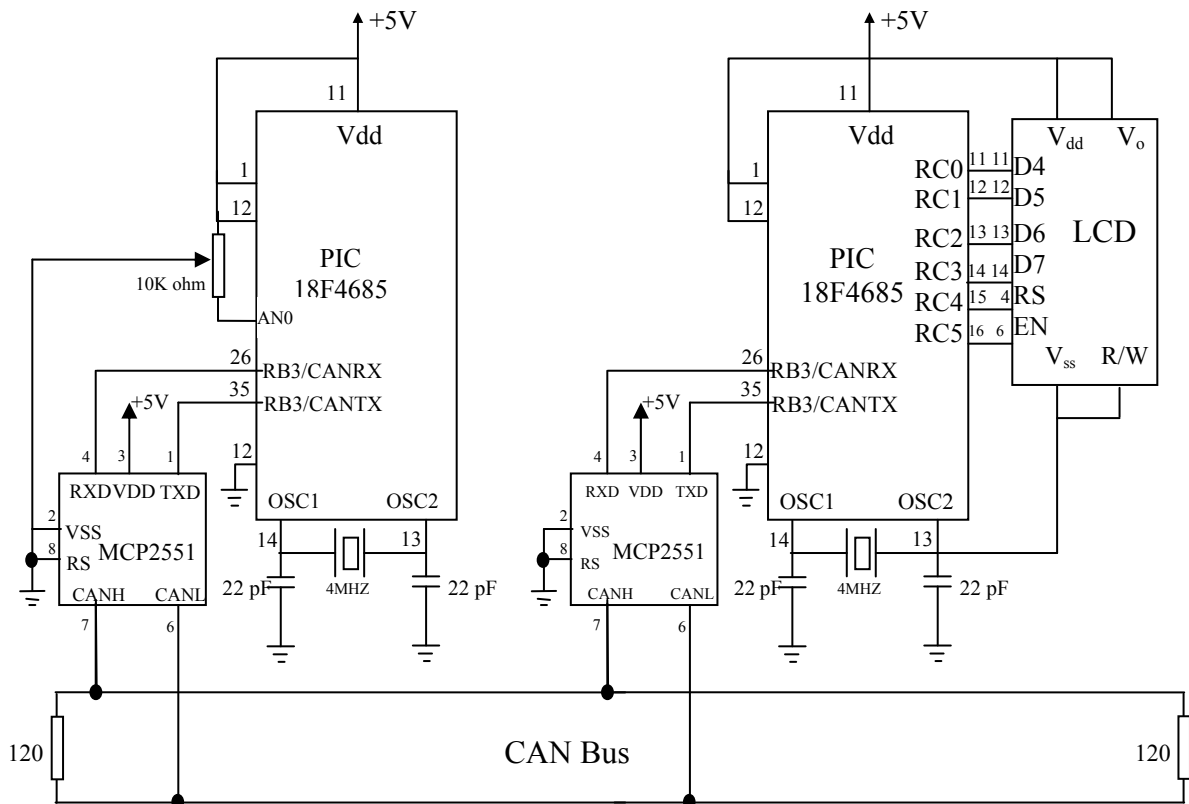 +5V
11
Vdd
1
12
PIC
18F4685
10K ohm
AN0
26
RB3/CANRX
35
RB3/CANTX
+5V
4
3
1
12
RXD VDD TXD
2
VSS
8
RS
MCP2551
CANH CANL
7
6
OSC1
OSC2
14
13
22 pF
4MHZ
22 pF
+5V
11
Vdd
1
12
PIC
18F4685
RC0 11 11 D4
RC1 12 12 D5
RC2 13 13 D6
RC3 14 14 D7
RC4 15 4 RS
RC5 16 6 EN
Vdd
Vo
LCD
Vss
R/W
26
RB3/CANRX
35
RB3/CANTX
+5V
4
3
1
12
RXD VDD TXD
2
VSS
8
RS
MCP2551
CANH CANL
7
6
OSC1
OSC2
14
13
22 pF
4MHZ
22 pF
120
CAN Bus
120